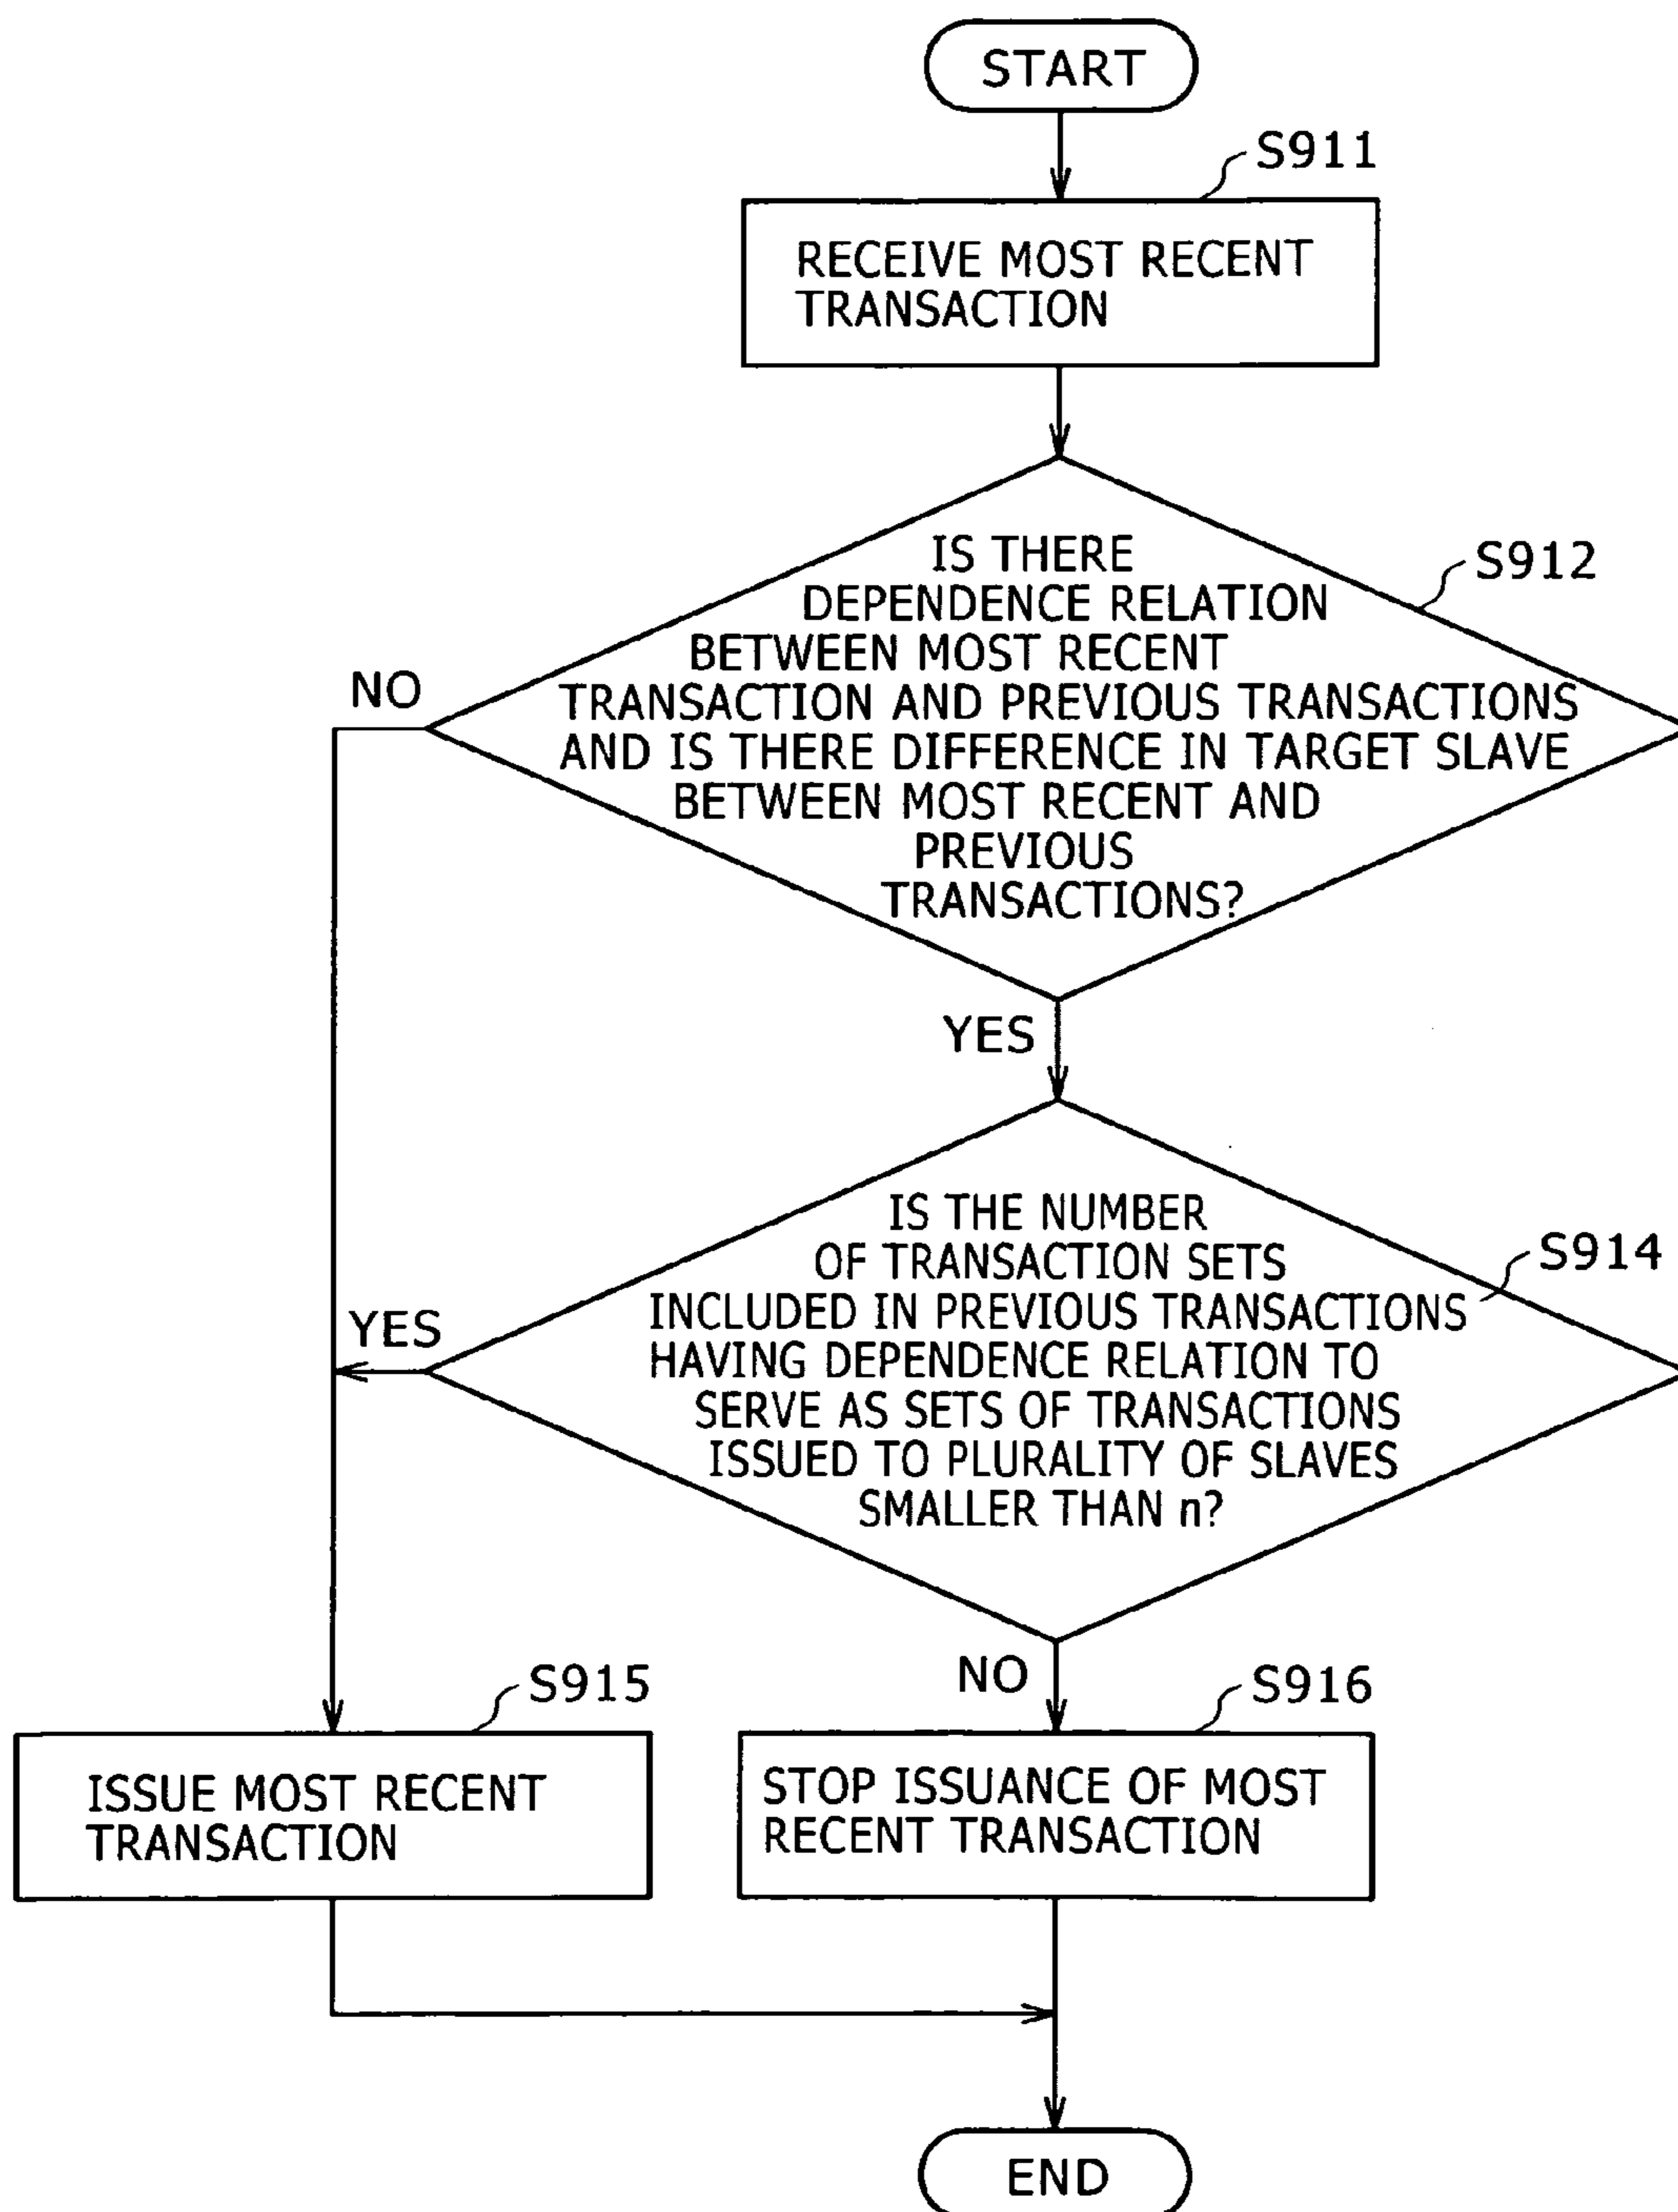 START
S911
RECEIVE MOST RECENT
TRANSACTION
S912
IS THERE
DEPENDENCE RELATION
BETWEEN MOST RECENT
TRANSACTION AND PREVIOUS TRANSACTIONS
AND IS THERE DIFFERENCE IN TARGET SLAVE
BETWEEN MOST RECENT AND
PREVIOUS
TRANSACTIONS?
NO
YES
S914
IS THE NUMBER
OF TRANSACTION SETS
INCLUDED IN PREVIOUS TRANSACTIONS
HAVING DEPENDENCE RELATION TO
SERVE AS SETS OF TRANSACTIONS
ISSUED TO PLURALITY OF SLAVES
SMALLER THAN n?
YES
NO
S915
ISSUE MOST RECENT
TRANSACTION
S916
STOP ISSUANCE OF MOST
RECENT TRANSACTION
END